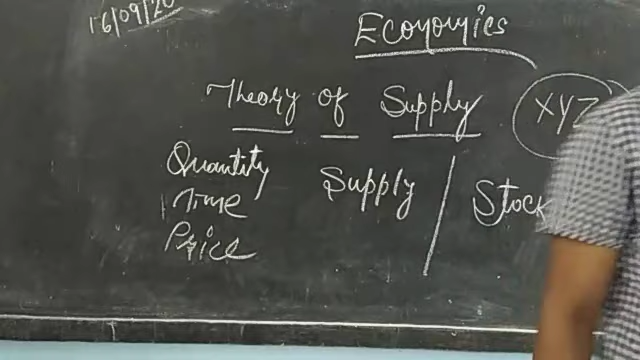 16/09/20
Economics
Theory of Supply
XYZ
Quantity
Time
Price
Supply
Stock